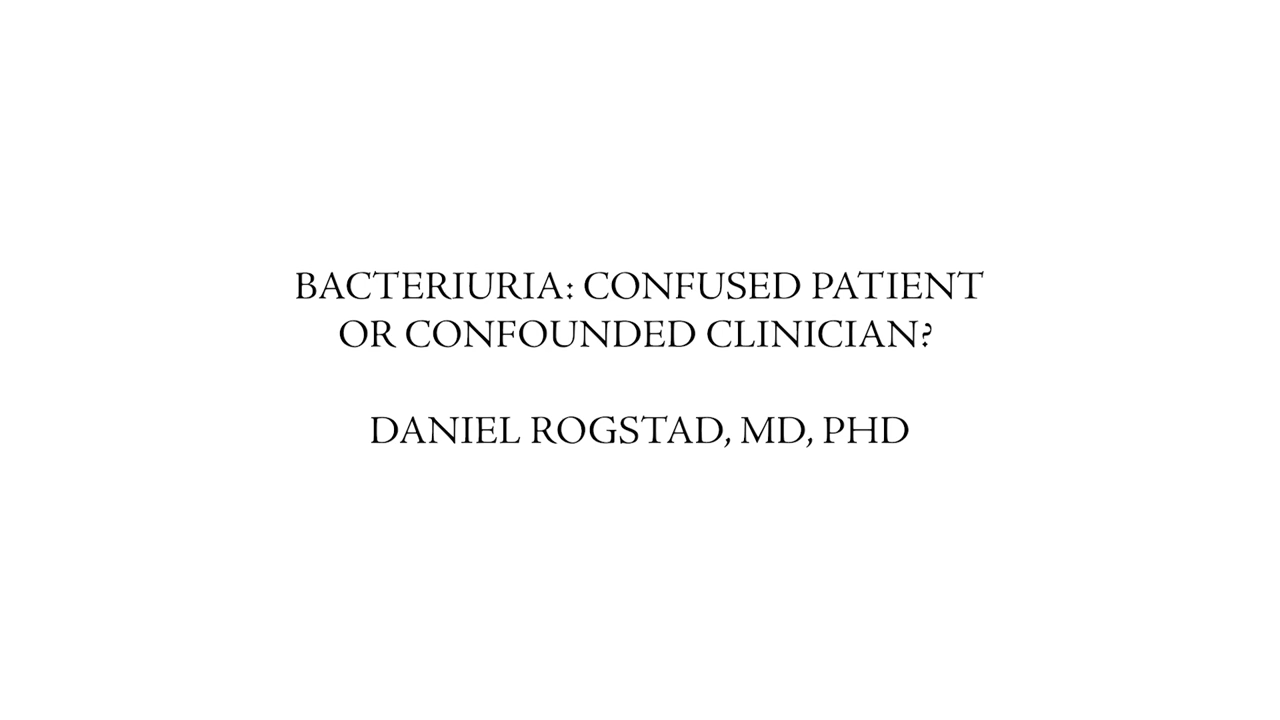 BACTERIURIA: CONFUSED PATIENT
OR CONFOUNDED CLINICIAN?
DANIEL ROGSTAD, MD, PHD